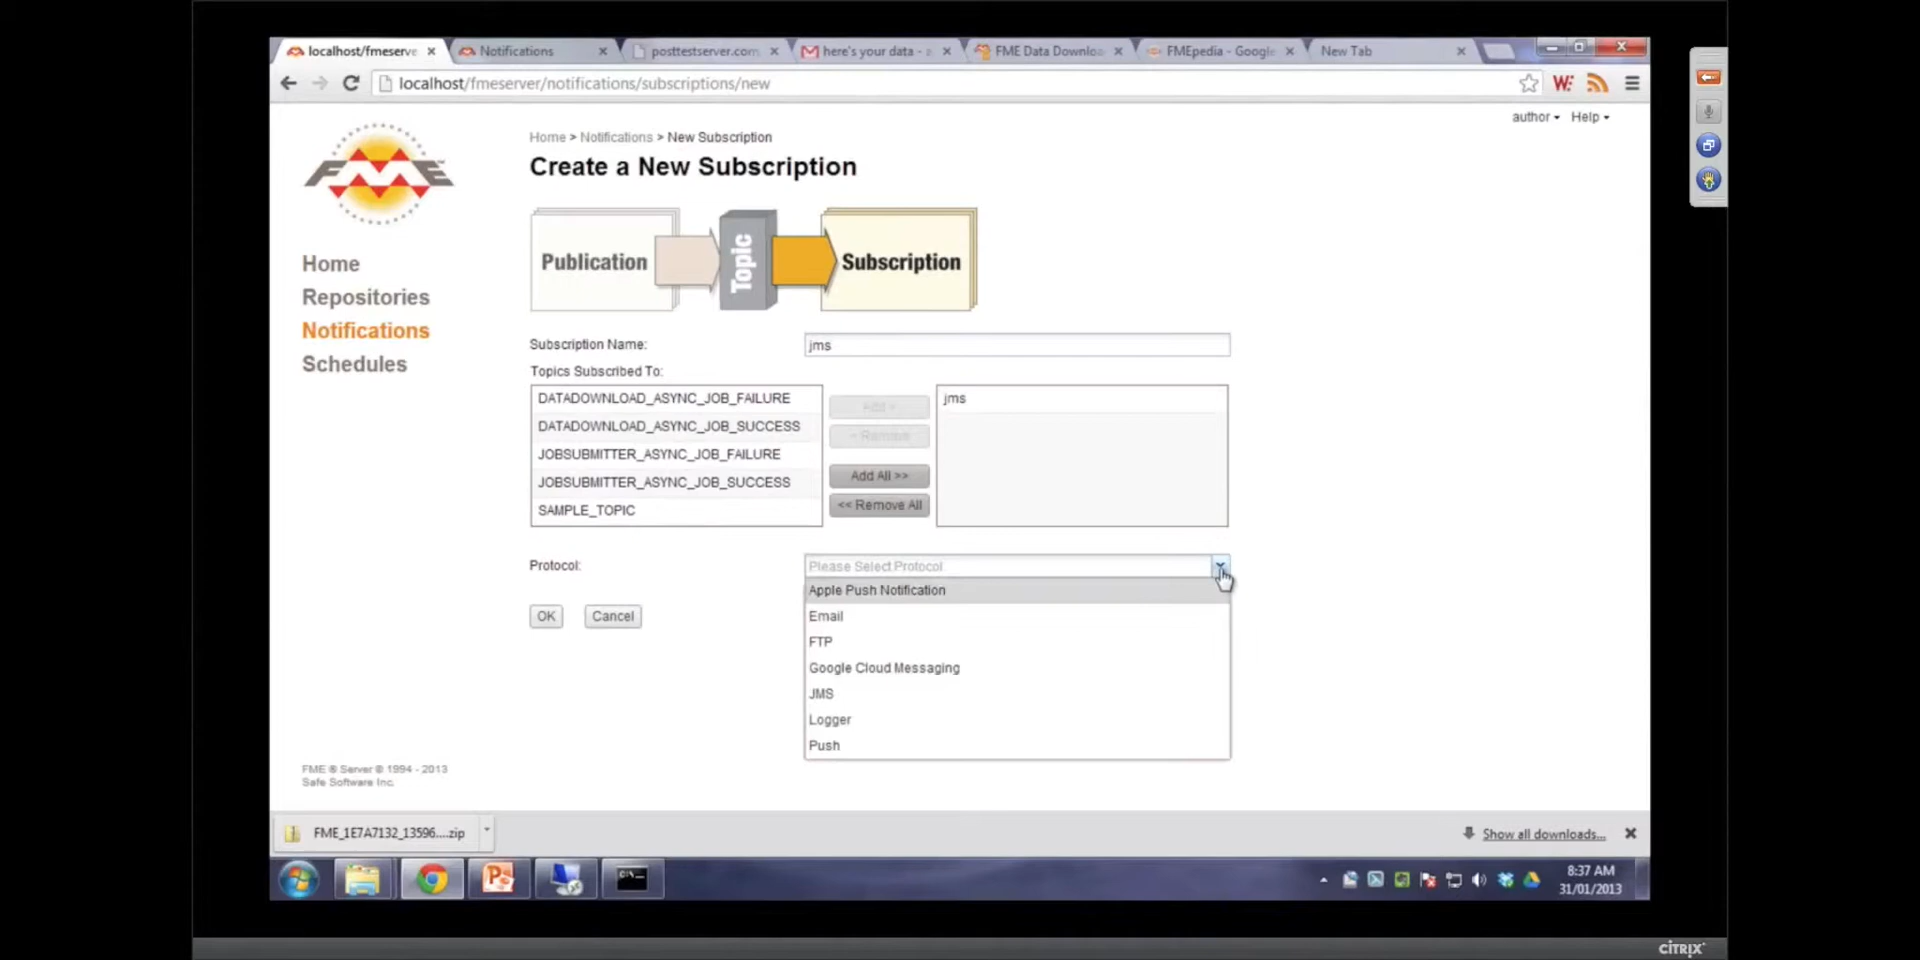 localhost/fmeserve
Notifications
posttestserver.com
here's your data -
FME Data Downloa
FMEpedia - Google
New Tab
localhost/fmeserver/notifications/subscriptions/new
author
Help
FME
Home > Notifications > New Subscription
Create a New Subscription
Publication
Topic
Subscription
Home
Repositories
Notifications
Schedules
Subscription Name:
jms
Topics Subscribed To:
DATADOWNLOAD_ASYNC_JOB_FAILURE
DATADOWNLOAD_ASYNC_JOB_SUCCESS
JOBSUBMITTER_ASYNC_JOB_FAILURE
JOBSUBMITTER_ASYNC_JOB_SUCCESS
SAMPLE_TOPIC
Add >
< Remove
Add All >>
<< Remove All
jms
Protocol:
Please Select Protocol
Apple Push Notification
Email
FTP
Google Cloud Messaging
JMS
Logger
Push
OK
Cancel
FME ® Server © 1994 - 2013
Safe Software Inc.
FME_1E7A7132_13596....zip
Show all downloads...
8:37 AM
31/01/2013
CITRIX